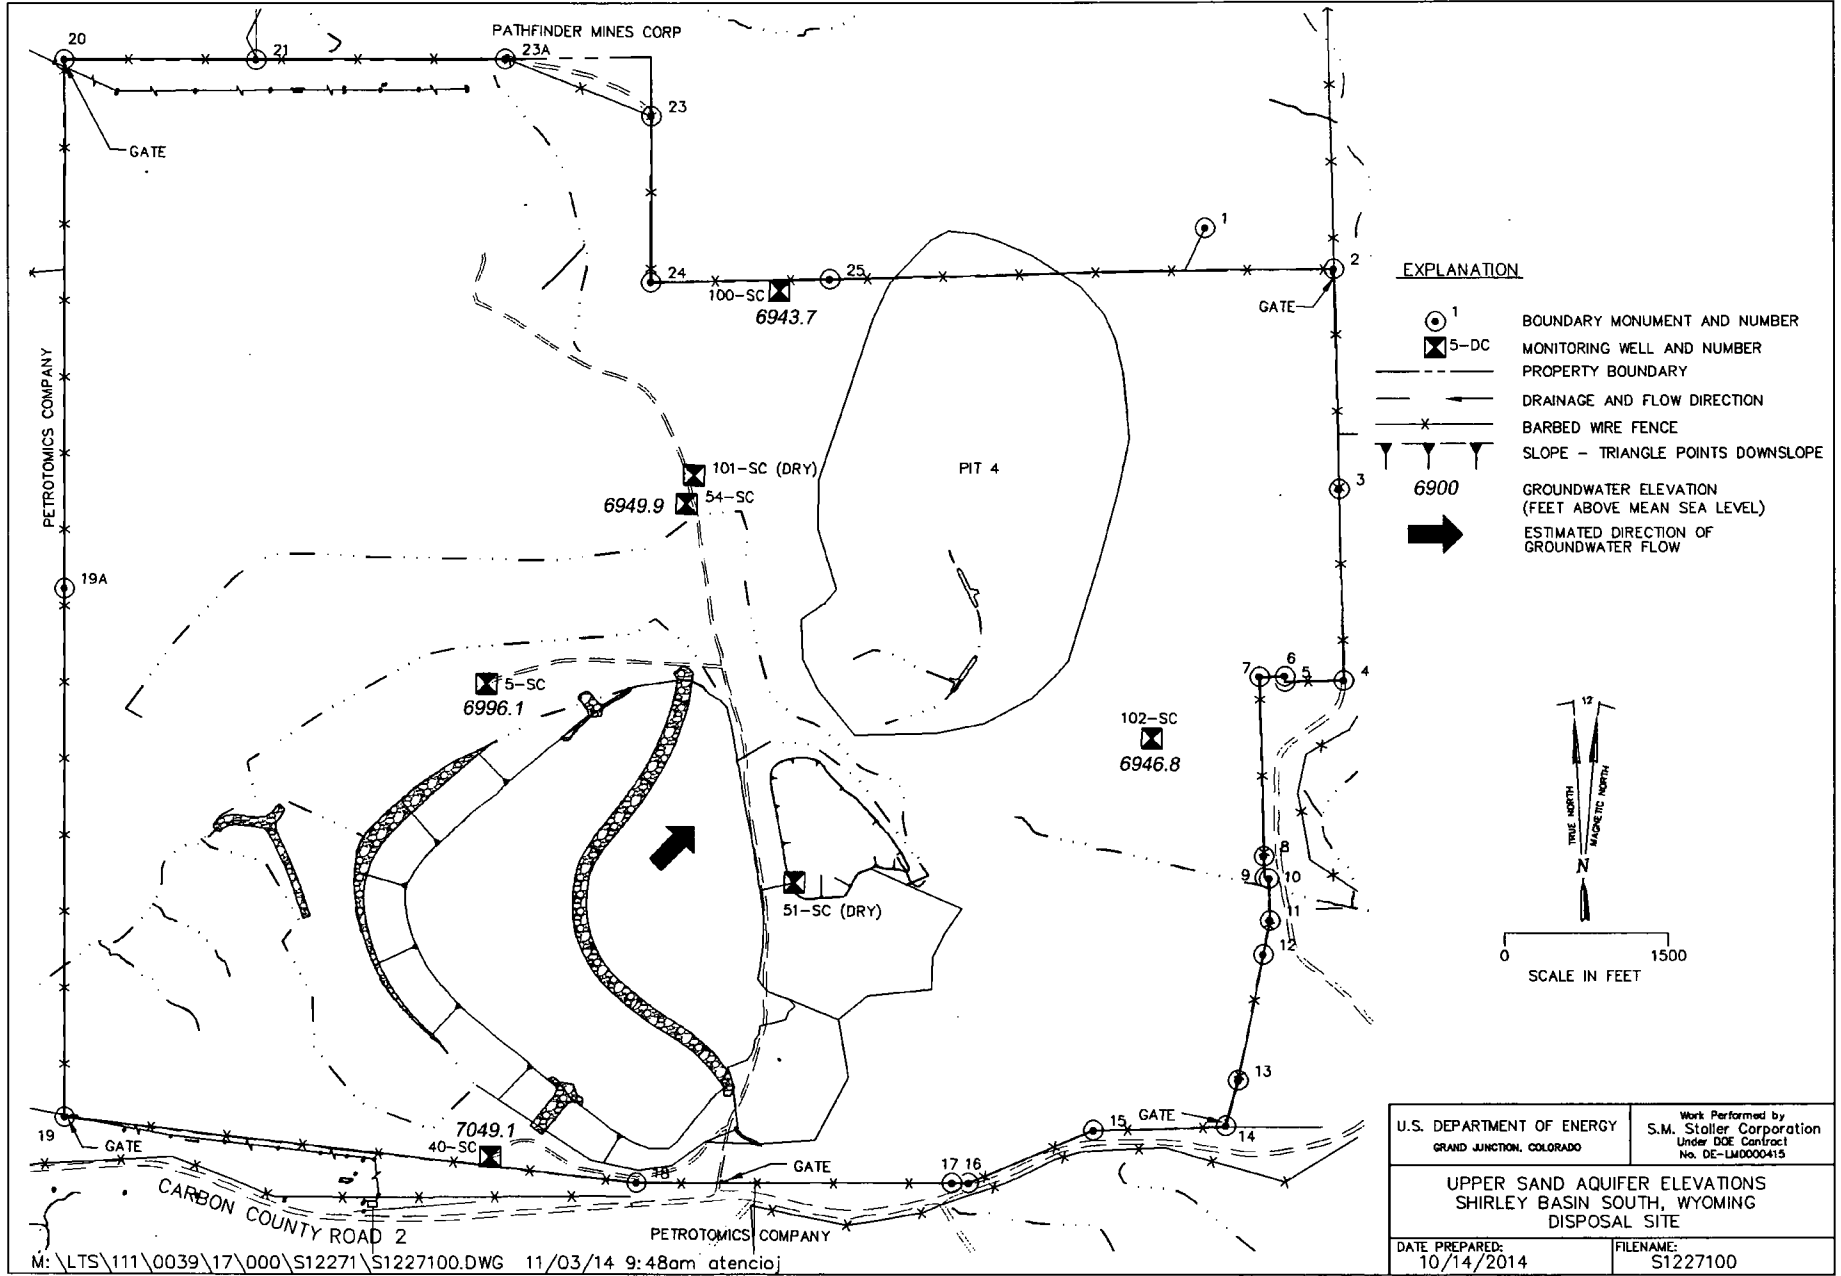 PATHFINDER MINES CORP
20
21
23A
23
GATE
1
24
25
2
100-SC
6943.7
GATE
PETROTOMICS COMPANY
101-SC (DRY)
54-SC
6949.9
PIT 4
3
19A
5-SC
6996.1
7
6
5
4
102-SC
6946.8
8
9
10
11
12
51-SC (DRY)
13
GATE
15
14
19
GATE
7049.1
40-SC
18
GATE
17
16
CARBON COUNTY ROAD 2
PETROTOMICS COMPANY
M: \LTS\111\0039\17\000\S12271\S1227100.DWG 11/03/14 9:48am atencioj
EXPLANATION
1 BOUNDARY MONUMENT AND NUMBER
5-DC MONITORING WELL AND NUMBER
PROPERTY BOUNDARY
DRAINAGE AND FLOW DIRECTION
BARBED WIRE FENCE
SLOPE - TRIANGLE POINTS DOWNSLOPE
6900 GROUNDWATER ELEVATION
(FEET ABOVE MEAN SEA LEVEL)
ESTIMATED DIRECTION OF
GROUNDWATER FLOW
12
TRUE NORTH
MAGNETIC NORTH
N
0 1500
SCALE IN FEET
U.S. DEPARTMENT OF ENERGY
GRAND JUNCTION, COLORADO
Work Performed by
S.M. Stoller Corporation
Under DOE Contract
No. DE-LM0000415
UPPER SAND AQUIFER ELEVATIONS
SHIRLEY BASIN SOUTH, WYOMING
DISPOSAL SITE
DATE PREPARED:
10/14/2014
FILENAME:
S1227100